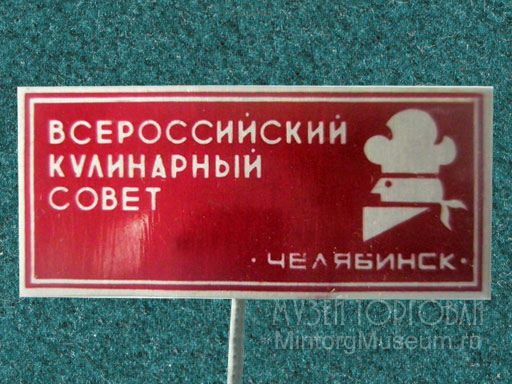 ВСЕРОССИЙСКИЙ
КУЛИНАРНЫЙ
СОВЕТ
· ЧЕЛЯБИНСК ·
МУЗЕЙ ТОРГОВЛИ
MintorgMuseum.ru